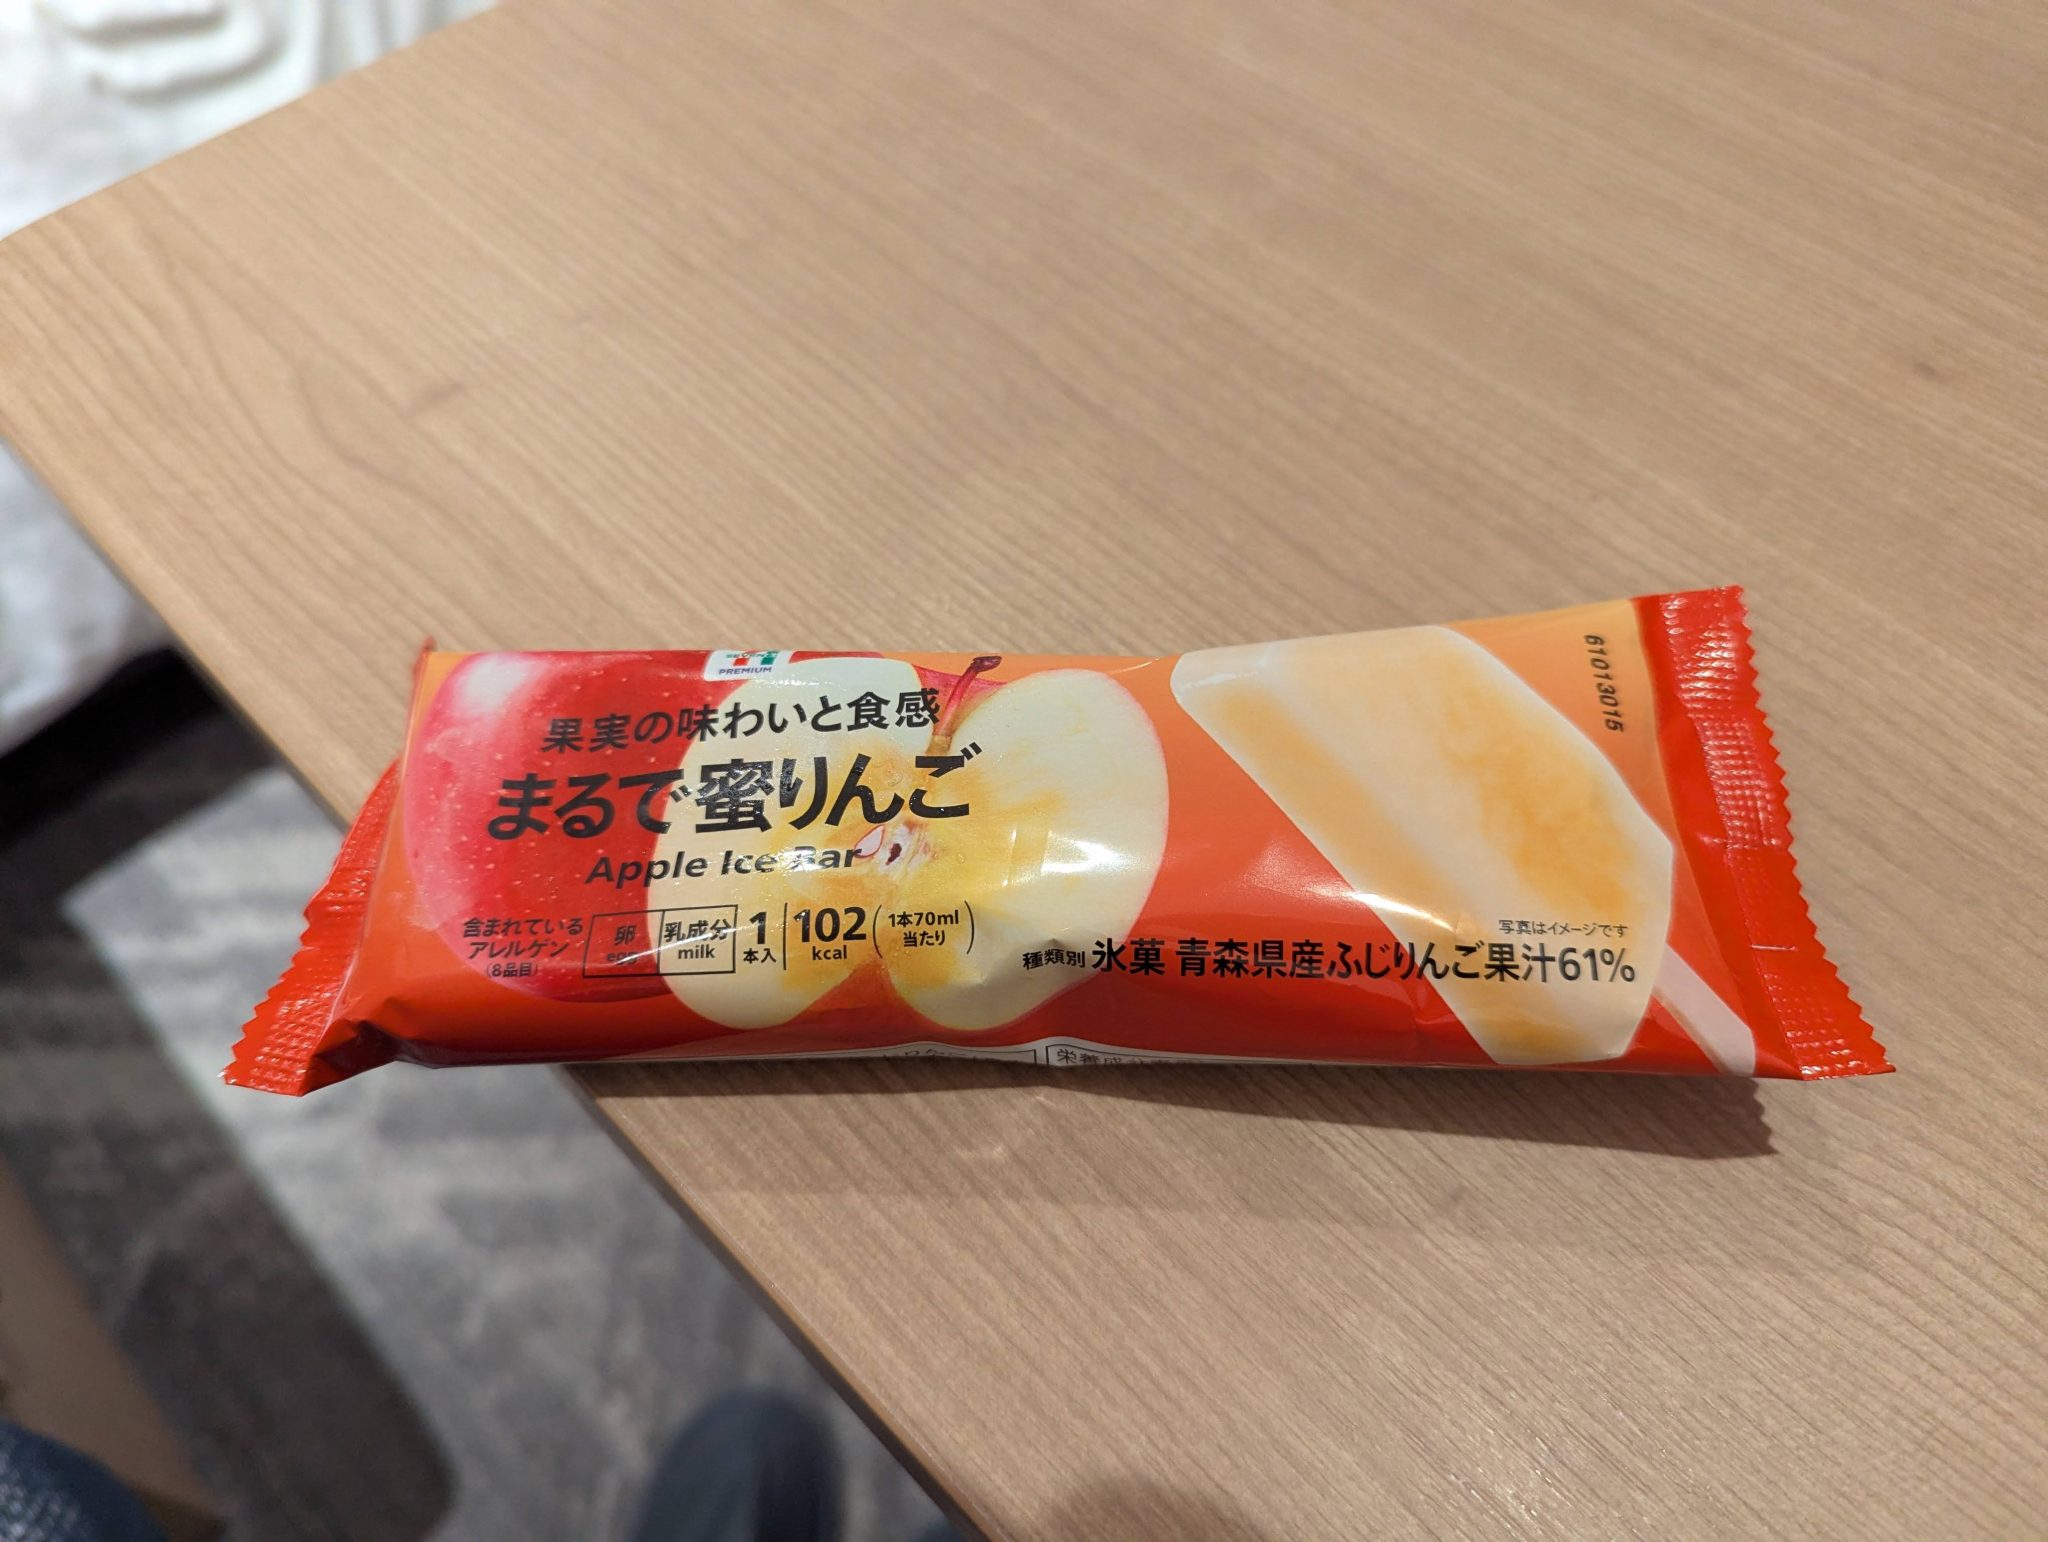 PREMIUM
果実の味わいと食感
まるで蜜りんご
Apple Ice Bar
含まれている
アレルゲン
(8品目)
卵
egg
乳成分
milk
1
本入
102
kcal
(1本70ml
当たり)
写真はイメージです
種類別 氷菓 青森県産ふじりんご果汁61%
61013015